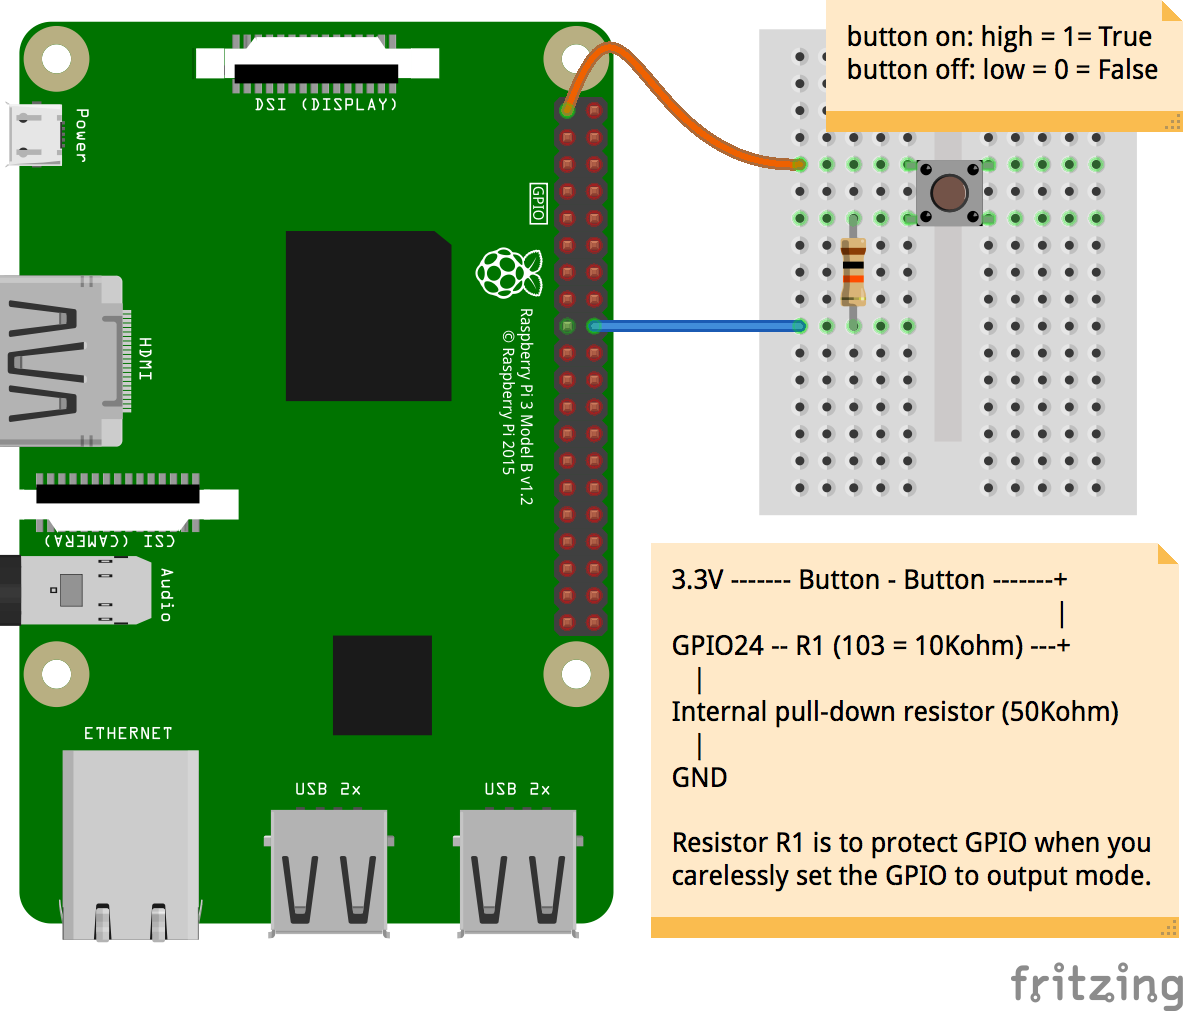 button on: high = 1= True
button off: low = 0 = False
DSI (DISPLAY)
Power
GPIO
Raspberry Pi 3 Model B v1.2
© Raspberry Pi 2015
HDMI
CSI (CAMERA)
Audio
ETHERNET
USB 2x
USB 2x
3.3V ------- Button - Button -------+
|
GPIO24 -- R1 (103 = 10Kohm) ---+
|
Internal pull-down resistor (50Kohm)
|
GND
Resistor R1 is to protect GPIO when you
carelessly set the GPIO to output mode.
fritzing